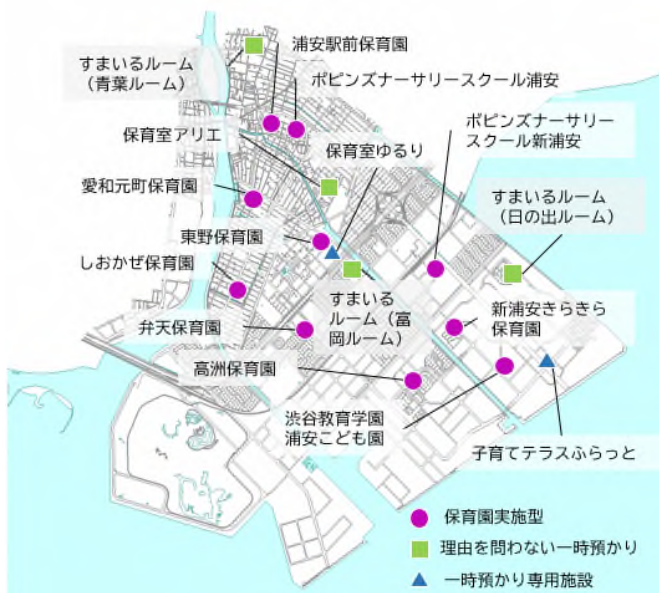 浦安駅前保育園
すまいるルーム
（青葉ルーム）
ポピンズナーサリースクール浦安
ポピンズナーサリー
スクール新浦安
保育室アリエ
保育室ゆるり
愛和元町保育園
すまいるルーム
（日の出ルーム）
東野保育園
しおかぜ保育園
すまいる
ルーム（富
岡ルーム）
新浦安きらきら
保育園
弁天保育園
高洲保育園
渋谷教育学園
浦安こども園
子育てテラスふらっと
保育園実施型
理由を問わない一時預かり
一時預かり専用施設